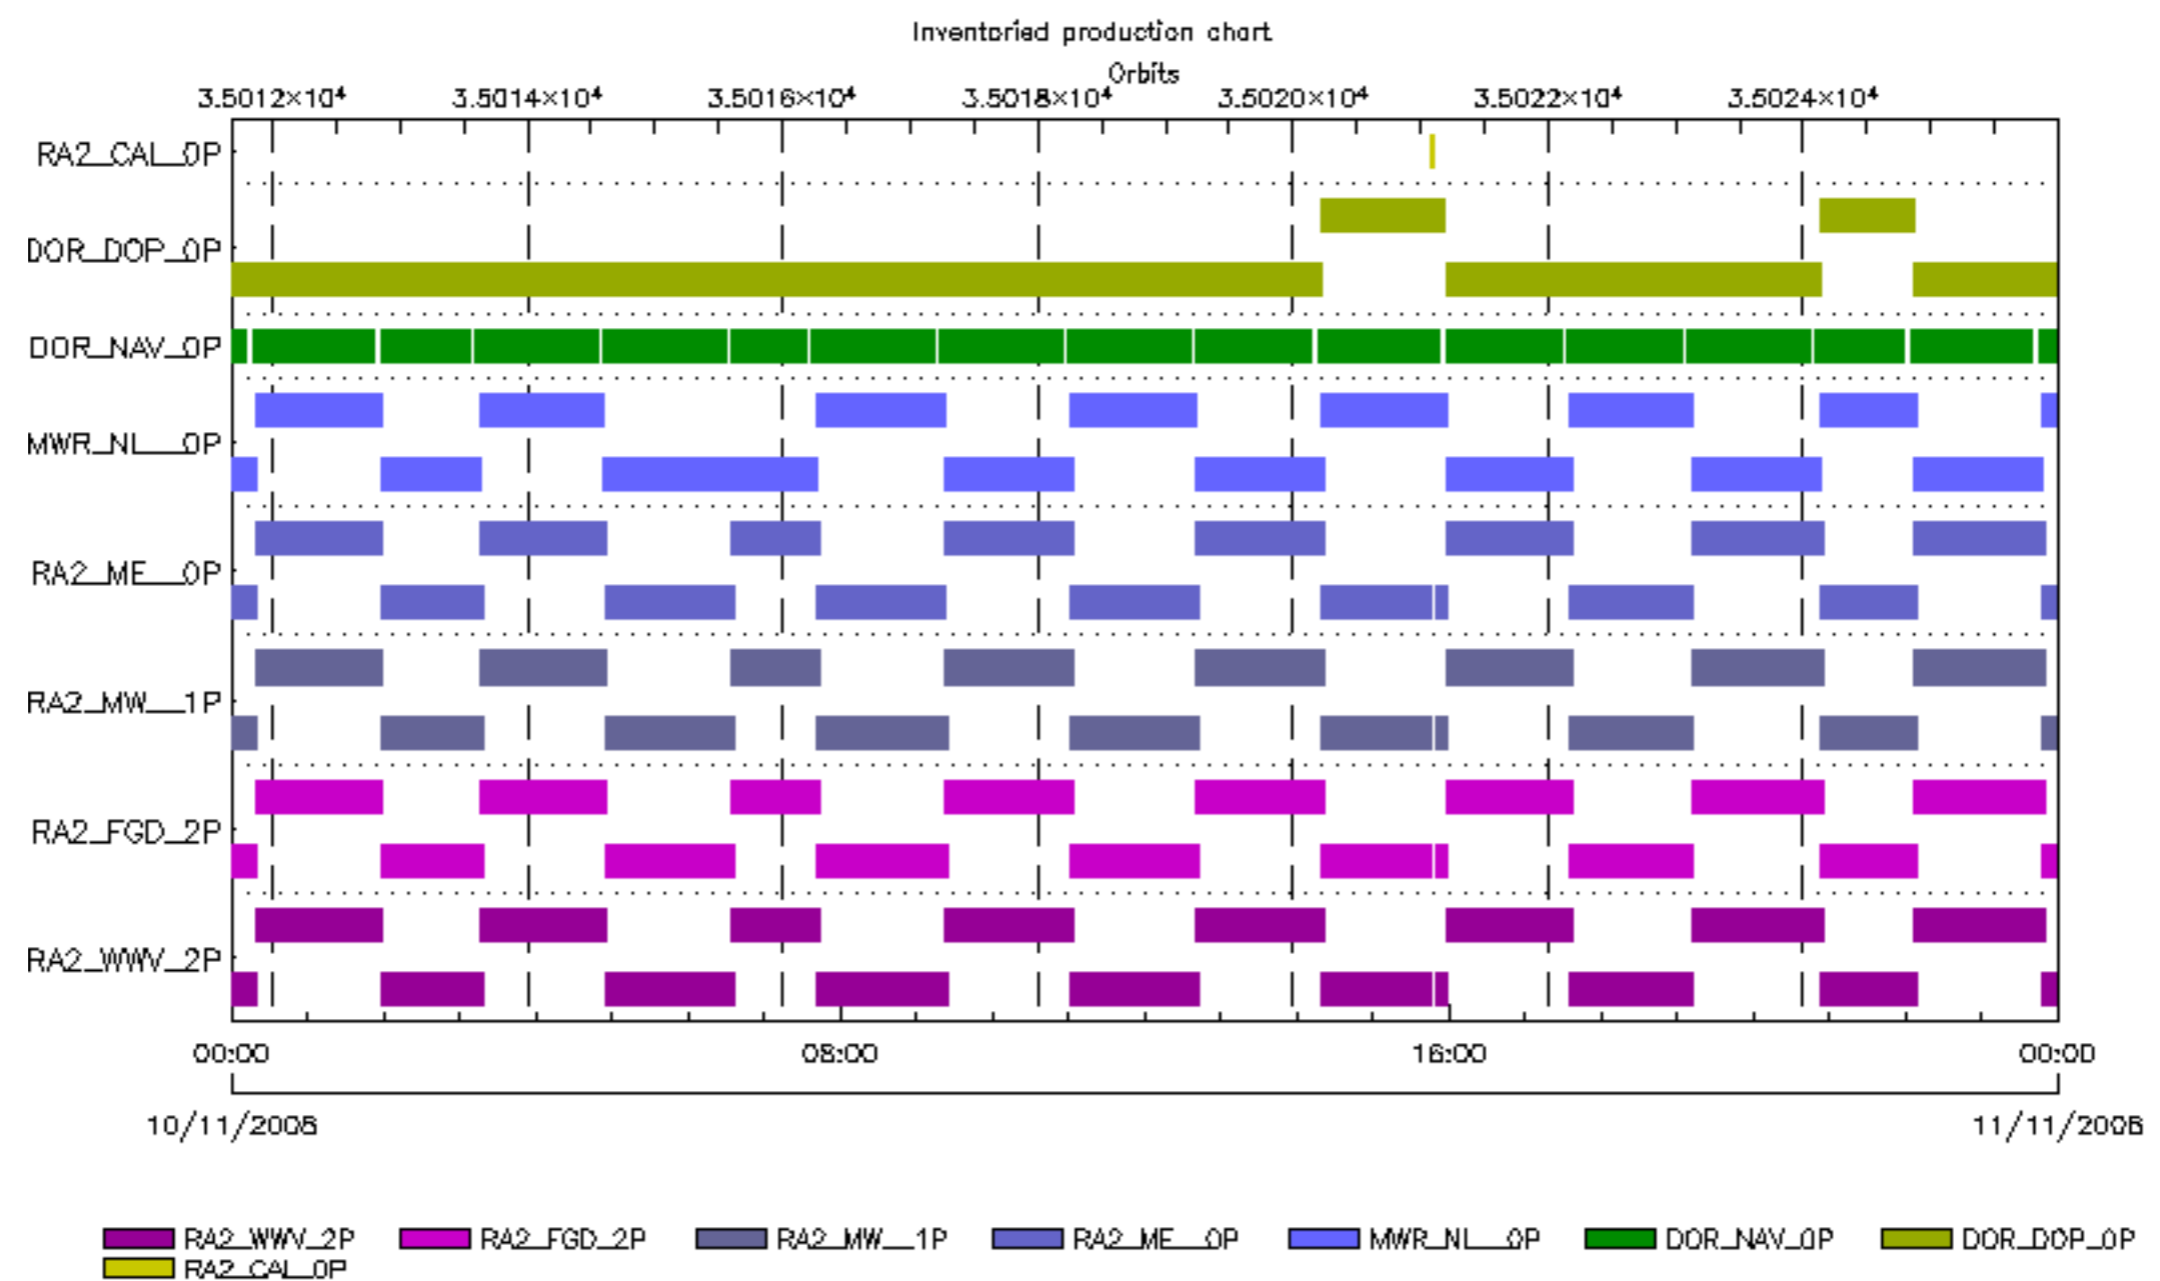 Inventoried production chart
Orbits
3.5012×10⁴ 3.5014×10⁴ 3.5016×10⁴ 3.5018×10⁴ 3.5020×10⁴ 3.5022×10⁴ 3.5024×10⁴
RA2_CAL_0P
DOR_DOP_0P
DOR_NAV_0P
MWR_NL__0P
RA2_ME__0P
RA2_MW__1P
RA2_FGD_2P
RA2_WWV_2P
00:00 08:00 16:00 00:00
10/11/2008 11/11/2008
RA2_WWV_2P RA2_FGD_2P RA2_MW__1P RA2_ME__0P MWR_NL__0P DOR_NAV_0P DOR_DOP_0P
RA2_CAL_0P